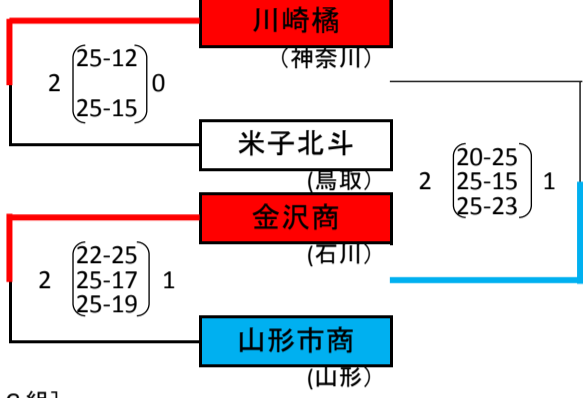 川崎橘
(神奈川)
2 25-12 0
25-15
米子北斗
(鳥取)
金沢商
(石川)
2 22-25 1
25-17
25-19
山形市商
(山形)
2 20-25 1
25-15
25-23